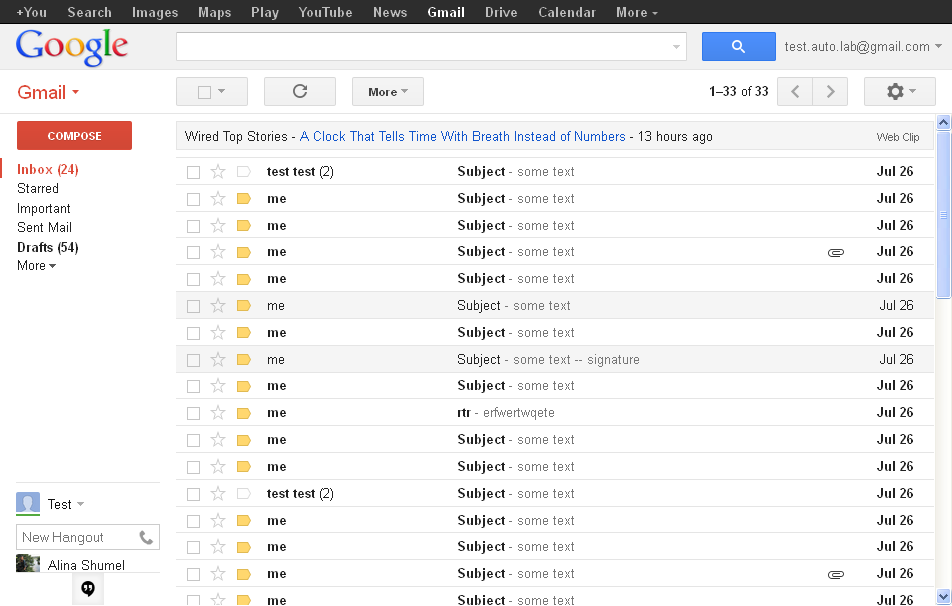 +You Search Images Maps Play YouTube News Gmail Drive Calendar More
Google test.auto.lab@gmail.com
Gmail More 1–33 of 33
COMPOSE
Inbox (24)
Starred
Important
Sent Mail
Drafts (54)
More
Wired Top Stories - A Clock That Tells Time With Breath Instead of Numbers - 13 hours ago Web Clip
test test (2) Subject - some text Jul 26
me Subject - some text Jul 26
me Subject - some text Jul 26
me Subject - some text Jul 26
me Subject - some text Jul 26
me Subject - some text Jul 26
me Subject - some text Jul 26
me Subject - some text -- signature Jul 26
me Subject - some text Jul 26
me rtr - erfwertwqete Jul 26
me Subject - some text Jul 26
me Subject - some text Jul 26
test test (2) Subject - some text Jul 26
me Subject - some text Jul 26
me Subject - some text Jul 26
me Subject - some text Jul 26
me Subject - some text Jul 26
Test
New Hangout
Alina Shumel